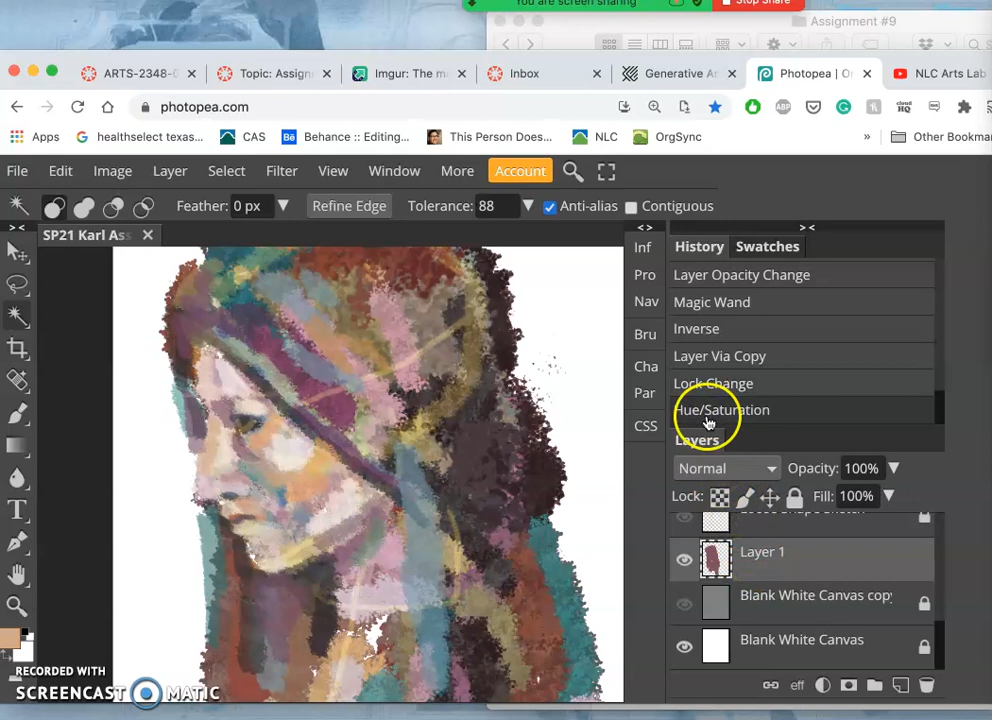 You are screen sharing Stop Share
Assignment #9
ARTS-2348-0 Topic: Assign Imgur: The m Inbox Generative Ar Photopea | O NLC Arts Lab
photopea.com
Apps healthselect texas... CAS Behance :: Editing... This Person Does... NLC OrgSync » Other Bookmar
File Edit Image Layer Select Filter View Window More Account
Feather: 0 px Refine Edge Tolerance: 88 Anti-alias Contiguous
SP21 Karl Ass
Inf
Pro
Nav
Bru
Cha
Par
CSS
History Swatches
Layer Opacity Change
Magic Wand
Inverse
Layer Via Copy
Lock Change
Hue/Saturation
Layers
Normal Opacity: 100%
Lock: Fill: 100%
Layer 1
Blank White Canvas copy
Blank White Canvas
eff
RECORDED WITH
SCREENCAST MATIC